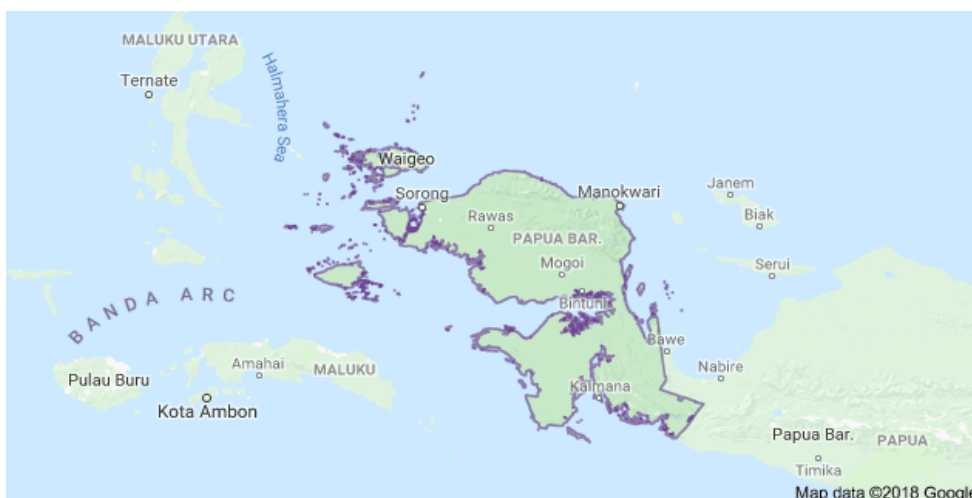 MALUKU UTARA
Ternate
Halmahera Sea
Waigeo
Sorong
Manokwari
Janem
Biak
Rawas
PAPUA BAR.
Mogoi
Serui
Bintuni
BANDA ARC
Bawe
Nabire
Amahai
MALUKU
Pulau Buru
Kota Ambon
Kaimana
Papua Bar.
PAPUA
Timika
Map data ©2018 Google